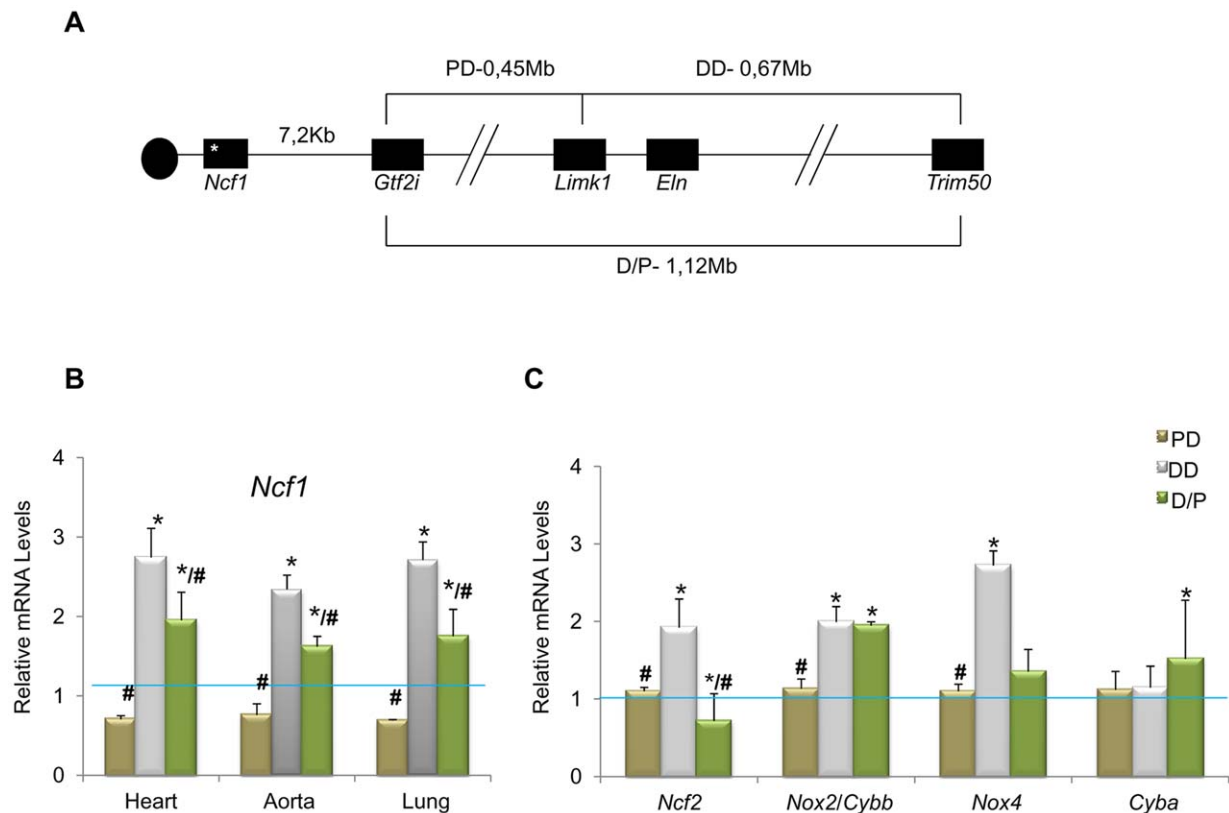 A
PD-0,45Mb DD- 0,67Mb
7,2Kb
*
Ncf1 Gtf2i Limk1 Eln Trim50
D/P- 1,12Mb
B
Relative mRNA Levels
4
3
2
1
0
Ncf1
# * */#
# * */#
# * */#
Heart Aorta Lung
C
PD
DD
D/P
Relative mRNA Levels
4
3
2
1
0
# * */#
# * *
# *
*
Ncf2 Nox2/Cybb Nox4 Cyba